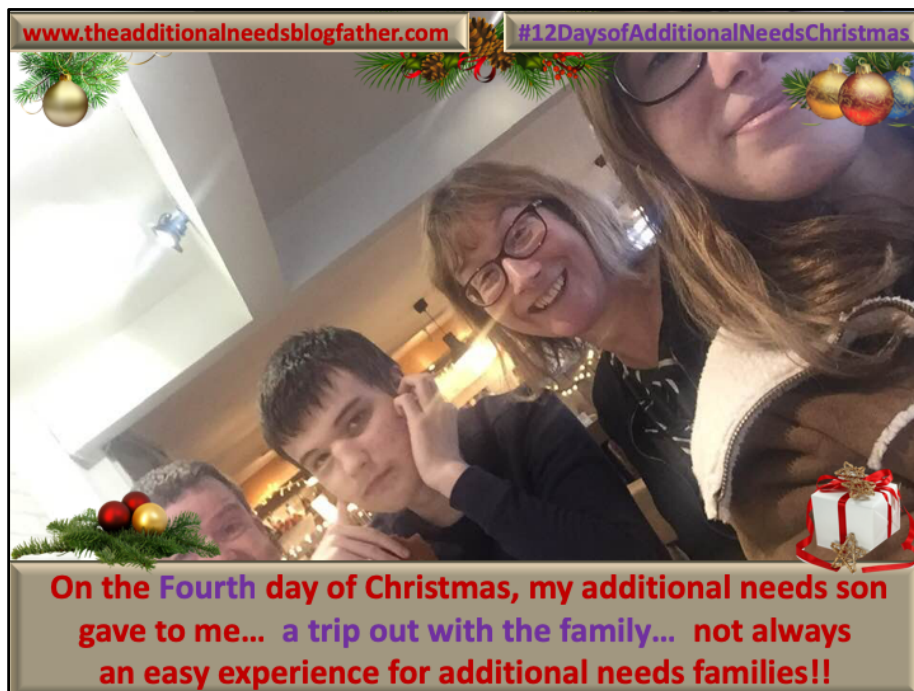 www.theadditionalneedsblogfather.com
#12DaysofAdditionalNeedsChristmas
On the Fourth day of Christmas, my additional needs son
gave to me… a trip out with the family… not always
an easy experience for additional needs families!!